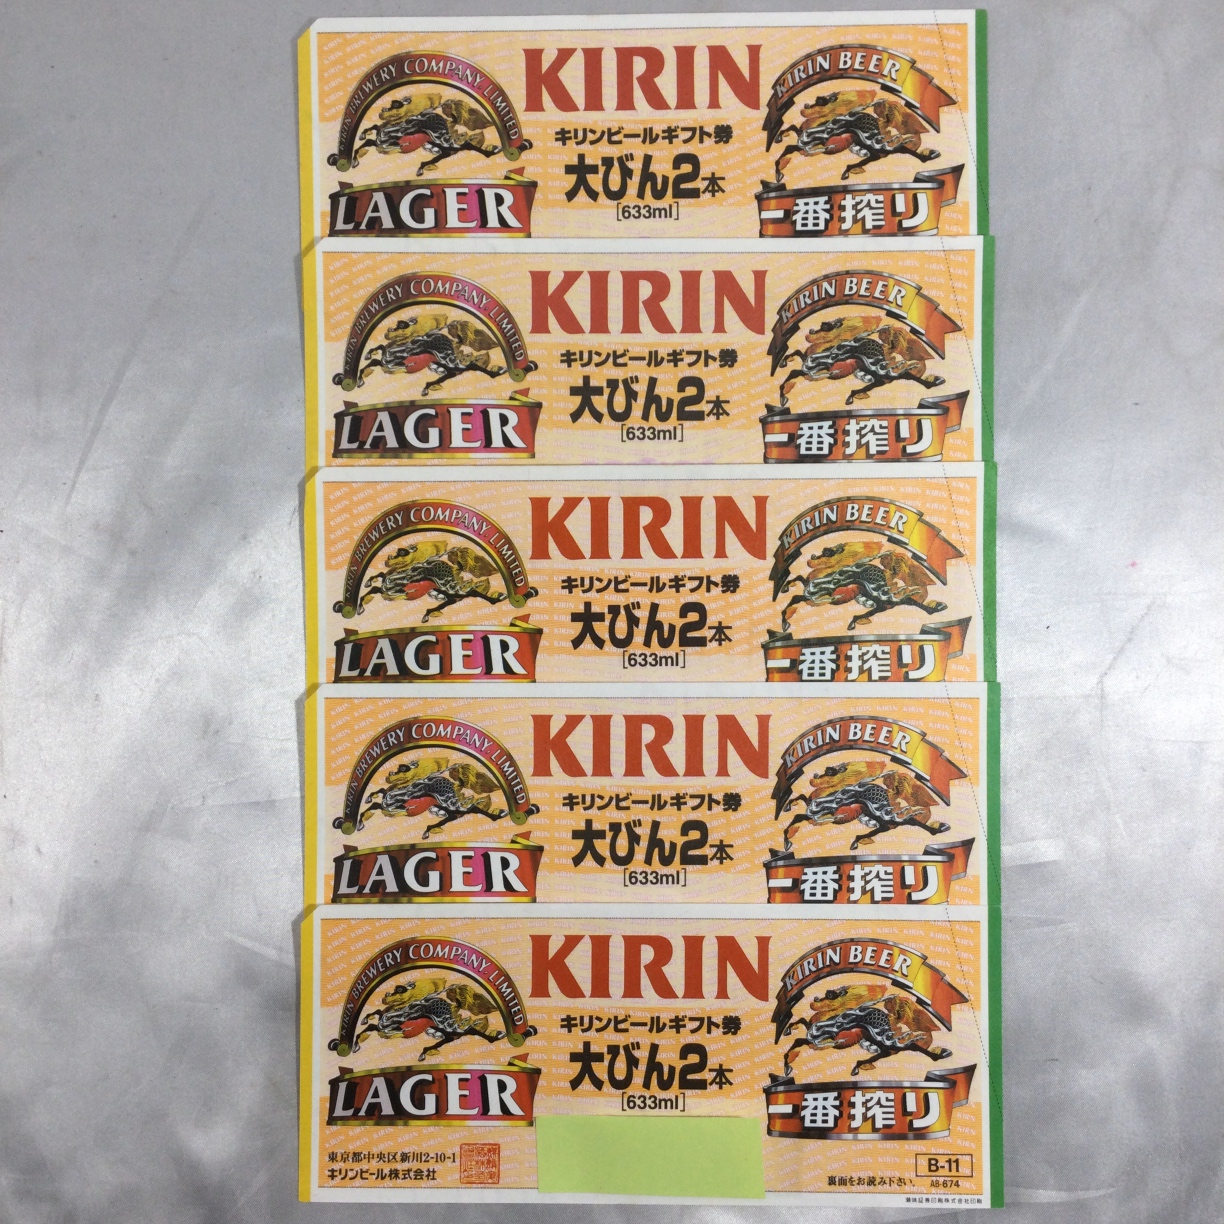 KIRIN BREWERY COMPANY, LIMITED
LAGER
KIRIN
キリンビールギフト券
大びん2本
[633ml]
KIRIN BEER
一番搾り
KIRIN BREWERY COMPANY, LIMITED
LAGER
KIRIN
キリンビールギフト券
大びん2本
[633ml]
KIRIN BEER
一番搾り
KIRIN BREWERY COMPANY, LIMITED
LAGER
KIRIN
キリンビールギフト券
大びん2本
[633ml]
KIRIN BEER
一番搾り
KIRIN BREWERY COMPANY, LIMITED
LAGER
KIRIN
キリンビールギフト券
大びん2本
[633ml]
KIRIN BEER
一番搾り
KIRIN BREWERY COMPANY, LIMITED
LAGER
KIRIN
キリンビールギフト券
大びん2本
[633ml]
KIRIN BEER
一番搾り
東京都中央区新川2-10-1
キリンビール株式会社
B-11
裏面をお読み下さい。
AB-674